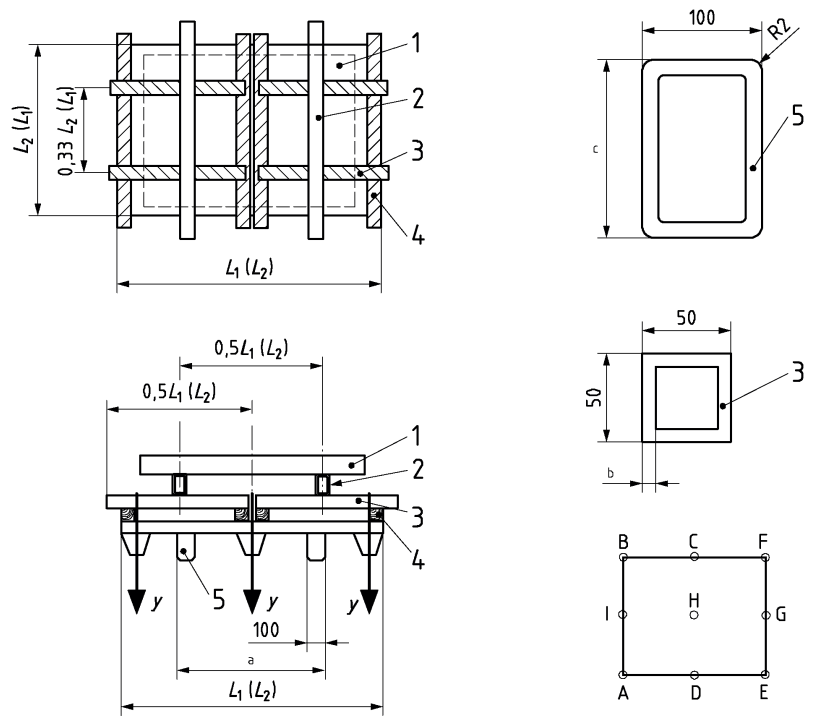 1
2
3
4
L2 (L1)
0,33 L2 (L1)
L1 (L2)
100
R2
c
5
0,5L1 (L2)
0,5L1 (L2)
1
2
3
4
5
y
y
y
100
a
L1 (L2)
50
50
3
b
B
C
F
I
H
G
A
D
E